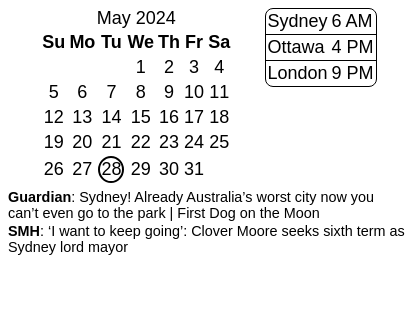 May 2024
Su Mo Tu We Th Fr Sa
1 2 3 4
5 6 7 8 9 10 11
12 13 14 15 16 17 18
19 20 21 22 23 24 25
26 27 28 29 30 31
Sydney 6 AM
Ottawa 4 PM
London 9 PM
Guardian: Sydney! Already Australia’s worst city now you
can’t even go to the park | First Dog on the Moon
SMH: ‘I want to keep going’: Clover Moore seeks sixth term as
Sydney lord mayor